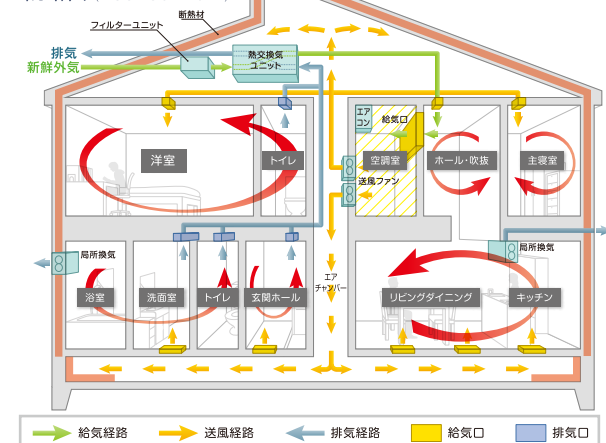 断熱材
フィルターユニット
排気
新鮮外気
熱交換気
ユニット
エア
コン
給気口
洋室
トイレ
空調室
ホール・吹抜
主寝室
送風ファン
局所換気
局所換気
エア
チャンバー
浴室
洗面室
トイレ
玄関ホール
リビングダイニング
キッチン
給気経路
送風経路
排気経路
給気口
排気口